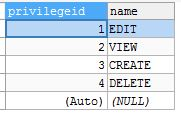 privilegeid name
1 EDIT
2 VIEW
3 CREATE
4 DELETE
(Auto) (NULL)